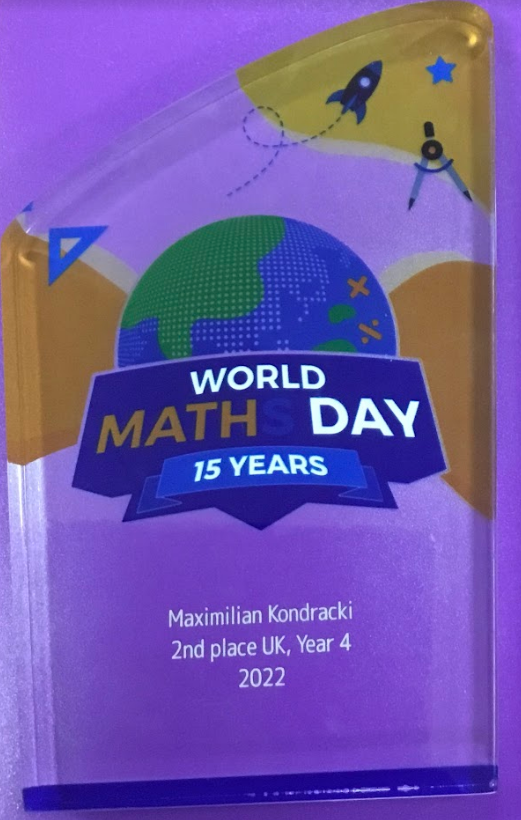 WORLD
MATHS DAY
15 YEARS
Maximilian Kondracki
2nd place UK, Year 4
2022